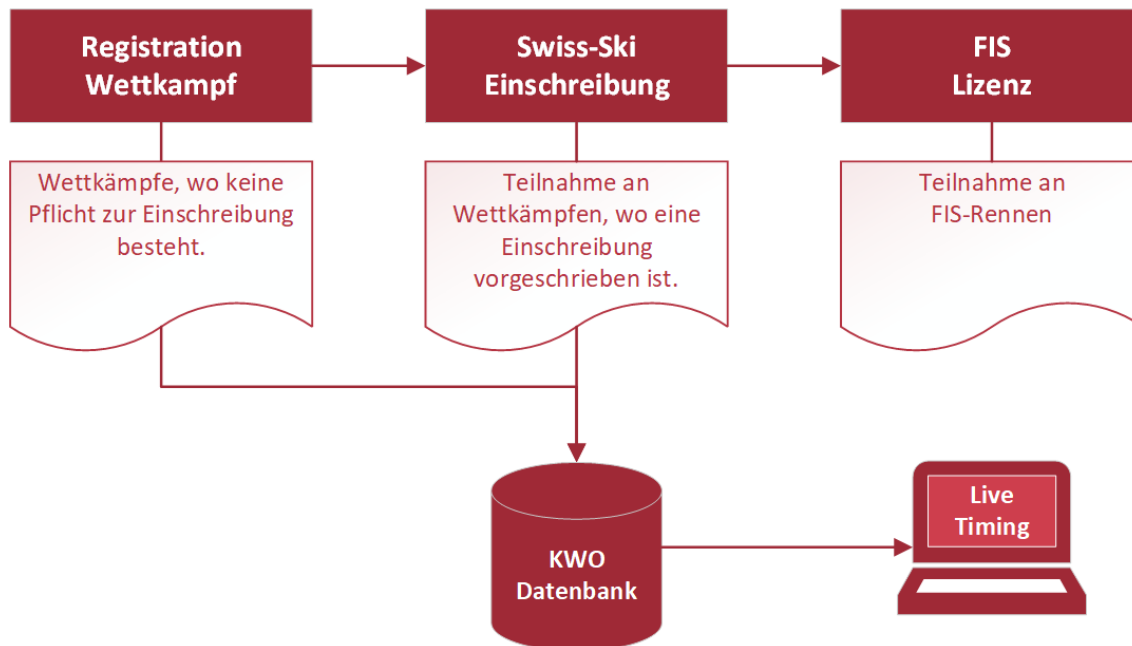 Registration
Wettkampf
Swiss-Ski
Einschreibung
FIS
Lizenz
Wettkämpfe, wo keine
Pflicht zur Einschreibung
besteht.
Teilnahme an
Wettkämpfen, wo eine
Einschreibung
vorgeschrieben ist.
Teilnahme an
FIS-Rennen
KWO
Datenbank
Live
Timing